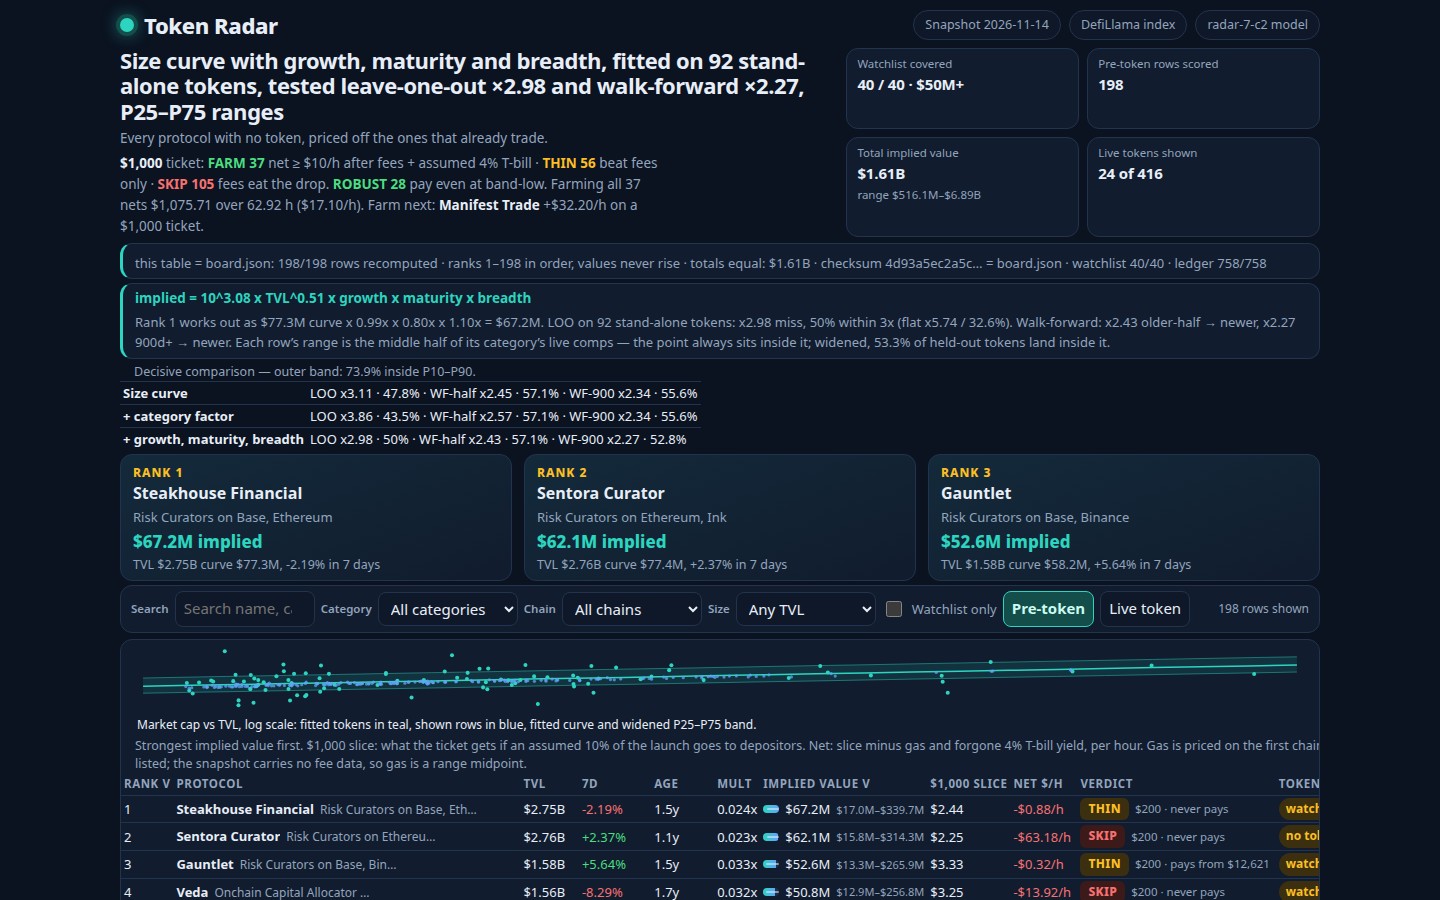 Token Radar
Snapshot 2026-11-14
DefiLlama index
radar-7-c2 model
Size curve with growth, maturity and breadth, fitted on 92 stand-
alone tokens, tested leave-one-out ×2.98 and walk-forward ×2.27,
P25–P75 ranges
Every protocol with no token, priced off the ones that already trade.
$1,000 ticket: FARM 37 net ≥ $10/h after fees + assumed 4% T-bill · THIN 56 beat fees
only · SKIP 105 fees eat the drop. ROBUST 28 pay even at band-low. Farming all 37
nets $1,075.71 over 62.92 h ($17.10/h). Farm next: Manifest Trade +$32.20/h on a
$1,000 ticket.
Watchlist covered
40 / 40 · $50M+
Pre-token rows scored
198
Total implied value
$1.61B
range $516.1M–$6.89B
Live tokens shown
24 of 416
this table = board.json: 198/198 rows recomputed · ranks 1–198 in order, values never rise · totals equal: $1.61B · checksum 4d93a5ec2a5c... = board.json · watchlist 40/40 · ledger 758/758
implied = 10^3.08 x TVL^0.51 x growth x maturity x breadth
Rank 1 works out as $77.3M curve x 0.99x x 0.80x x 1.10x = $67.2M. LOO on 92 stand-alone tokens: x2.98 miss, 50% within 3x (flat x5.74 / 32.6%). Walk-forward: x2.43 older-half → newer, x2.27
900d+ → newer. Each row's range is the middle half of its category's live comps — the point always sits inside it; widened, 53.3% of held-out tokens land inside it.
Decisive comparison — outer band: 73.9% inside P10–P90.
Size curve LOO x3.11 · 47.8% · WF-half x2.45 · 57.1% · WF-900 x2.34 · 55.6%
+ category factor LOO x3.86 · 43.5% · WF-half x2.57 · 57.1% · WF-900 x2.34 · 55.6%
+ growth, maturity, breadth LOO x2.98 · 50% · WF-half x2.43 · 57.1% · WF-900 x2.27 · 52.8%
RANK 1
Steakhouse Financial
Risk Curators on Base, Ethereum
$67.2M implied
TVL $2.75B curve $77.3M, -2.19% in 7 days
RANK 2
Sentora Curator
Risk Curators on Ethereum, Ink
$62.1M implied
TVL $2.76B curve $77.4M, +2.37% in 7 days
RANK 3
Gauntlet
Risk Curators on Base, Binance
$52.6M implied
TVL $1.58B curve $58.2M, +5.64% in 7 days
Search Search name, ca Category All categories Chain All chains Size Any TVL Watchlist only Pre-token Live token 198 rows shown
Market cap vs TVL, log scale: fitted tokens in teal, shown rows in blue, fitted curve and widened P25–P75 band.
Strongest implied value first. $1,000 slice: what the ticket gets if an assumed 10% of the launch goes to depositors. Net: slice minus gas and forgone 4% T-bill yield, per hour. Gas is priced on the first chain
listed; the snapshot carries no fee data, so gas is a range midpoint.
RANK V PROTOCOL TVL 7D AGE MULT IMPLIED VALUE V $1,000 SLICE NET $/H VERDICT TOKEN
1 Steakhouse Financial Risk Curators on Base, Eth... $2.75B -2.19% 1.5y 0.024x $67.2M $17.0M–$339.7M $2.44 -$0.88/h THIN $200 · never pays watch
2 Sentora Curator Risk Curators on Ethereu... $2.76B +2.37% 1.1y 0.023x $62.1M $15.8M–$314.3M $2.25 -$63.18/h SKIP $200 · never pays no tok
3 Gauntlet Risk Curators on Base, Bin... $1.58B +5.64% 1.5y 0.033x $52.6M $13.3M–$265.9M $3.33 -$0.32/h THIN $200 · pays from $12,621 watch
4 Veda Onchain Capital Allocator ... $1.56B -8.29% 1.7y 0.032x $50.8M $12.9M–$256.8M $3.25 -$13.92/h SKIP $200 · never pays watch